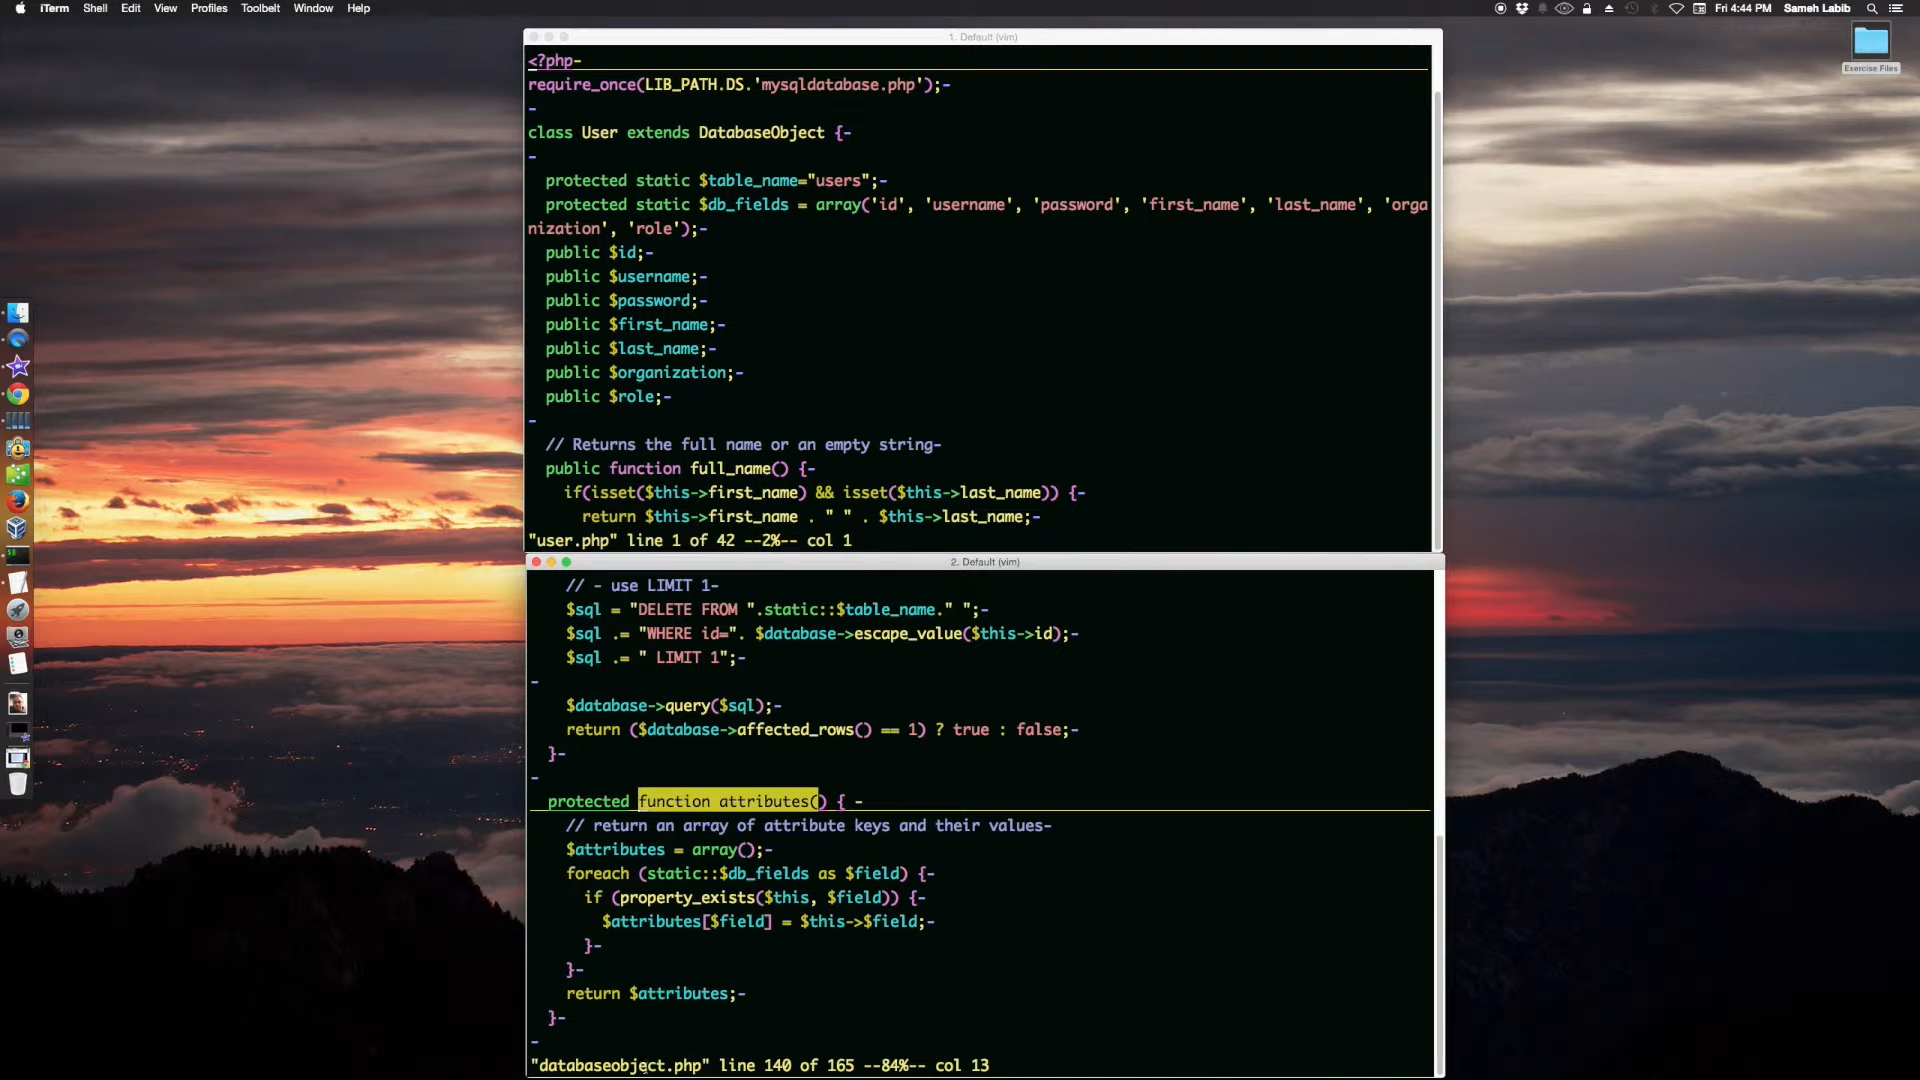 iTerm Shell Edit View Profiles Toolbelt Window Help
Fri 4:44 PM Sameh Labib
Exercise Files
1. Default (vim)
<?php¬
require_once(LIB_PATH.DS.'mysqldatabase.php');¬
¬
class User extends DatabaseObject {¬
¬
protected static $table_name="users";¬
protected static $db_fields = array('id', 'username', 'password', 'first_name', 'last_name', 'orga
nization', 'role');¬
public $id;¬
public $username;¬
public $password;¬
public $first_name;¬
public $last_name;¬
public $organization;¬
public $role;¬
¬
// Returns the full name or an empty string¬
public function full_name() {¬
if(isset($this->first_name) && isset($this->last_name)) {¬
return $this->first_name . " " . $this->last_name;¬
"user.php" line 1 of 42 --2%-- col 1
2. Default (vim)
// - use LIMIT 1¬
$sql = "DELETE FROM ".static::$table_name." ";¬
$sql .= "WHERE id=". $database->escape_value($this->id);¬
$sql .= " LIMIT 1";¬
¬
$database->query($sql);¬
return ($database->affected_rows() == 1) ? true : false;¬
}¬
¬
protected function attributes() { ¬
// return an array of attribute keys and their values¬
$attributes = array();¬
foreach (static::$db_fields as $field) {¬
if (property_exists($this, $field)) {¬
$attributes[$field] = $this->$field;¬
}¬
}¬
return $attributes;¬
}¬
¬
"databaseobject.php" line 140 of 165 --84%-- col 13